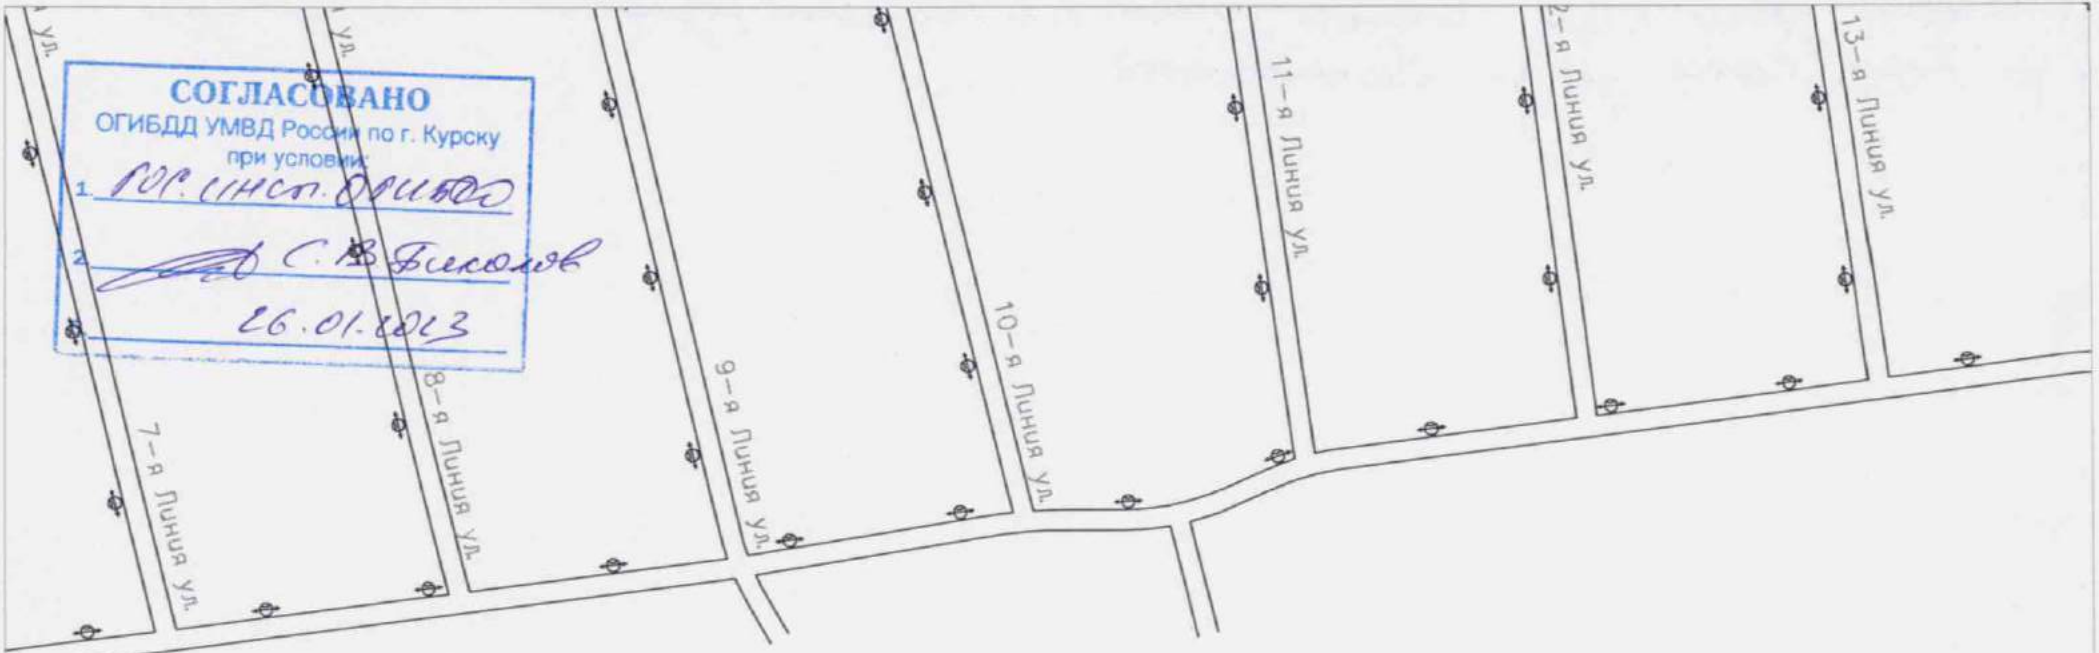 ул.
ул.
СОГЛАСОВАНО
ОГИБДД УМВД России по г. Курску
при условии:
1. гос. инсп. ОГИБДД
2 С. В.
26.01.2023
7-я Линия ул.
8-я Линия ул.
9-я Линия ул.
10-я Линия ул.
11-я Линия ул.
2-я Линия ул.
13-я Линия ул.